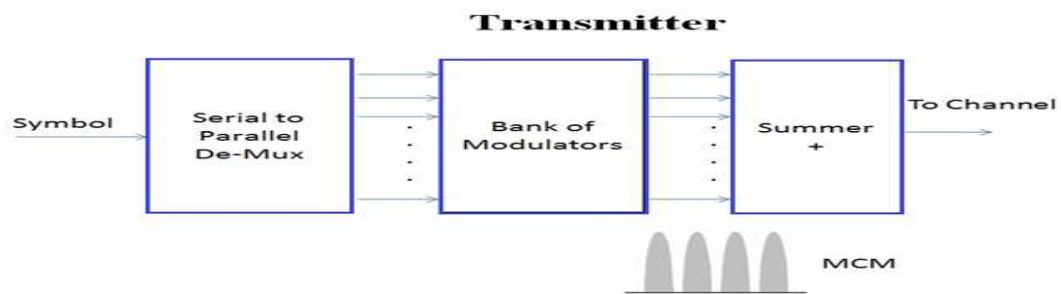 Transmitter
Symbol
Serial to
Parallel
De-Mux
Bank of
Modulators
Summer
+
To Channel
MCM